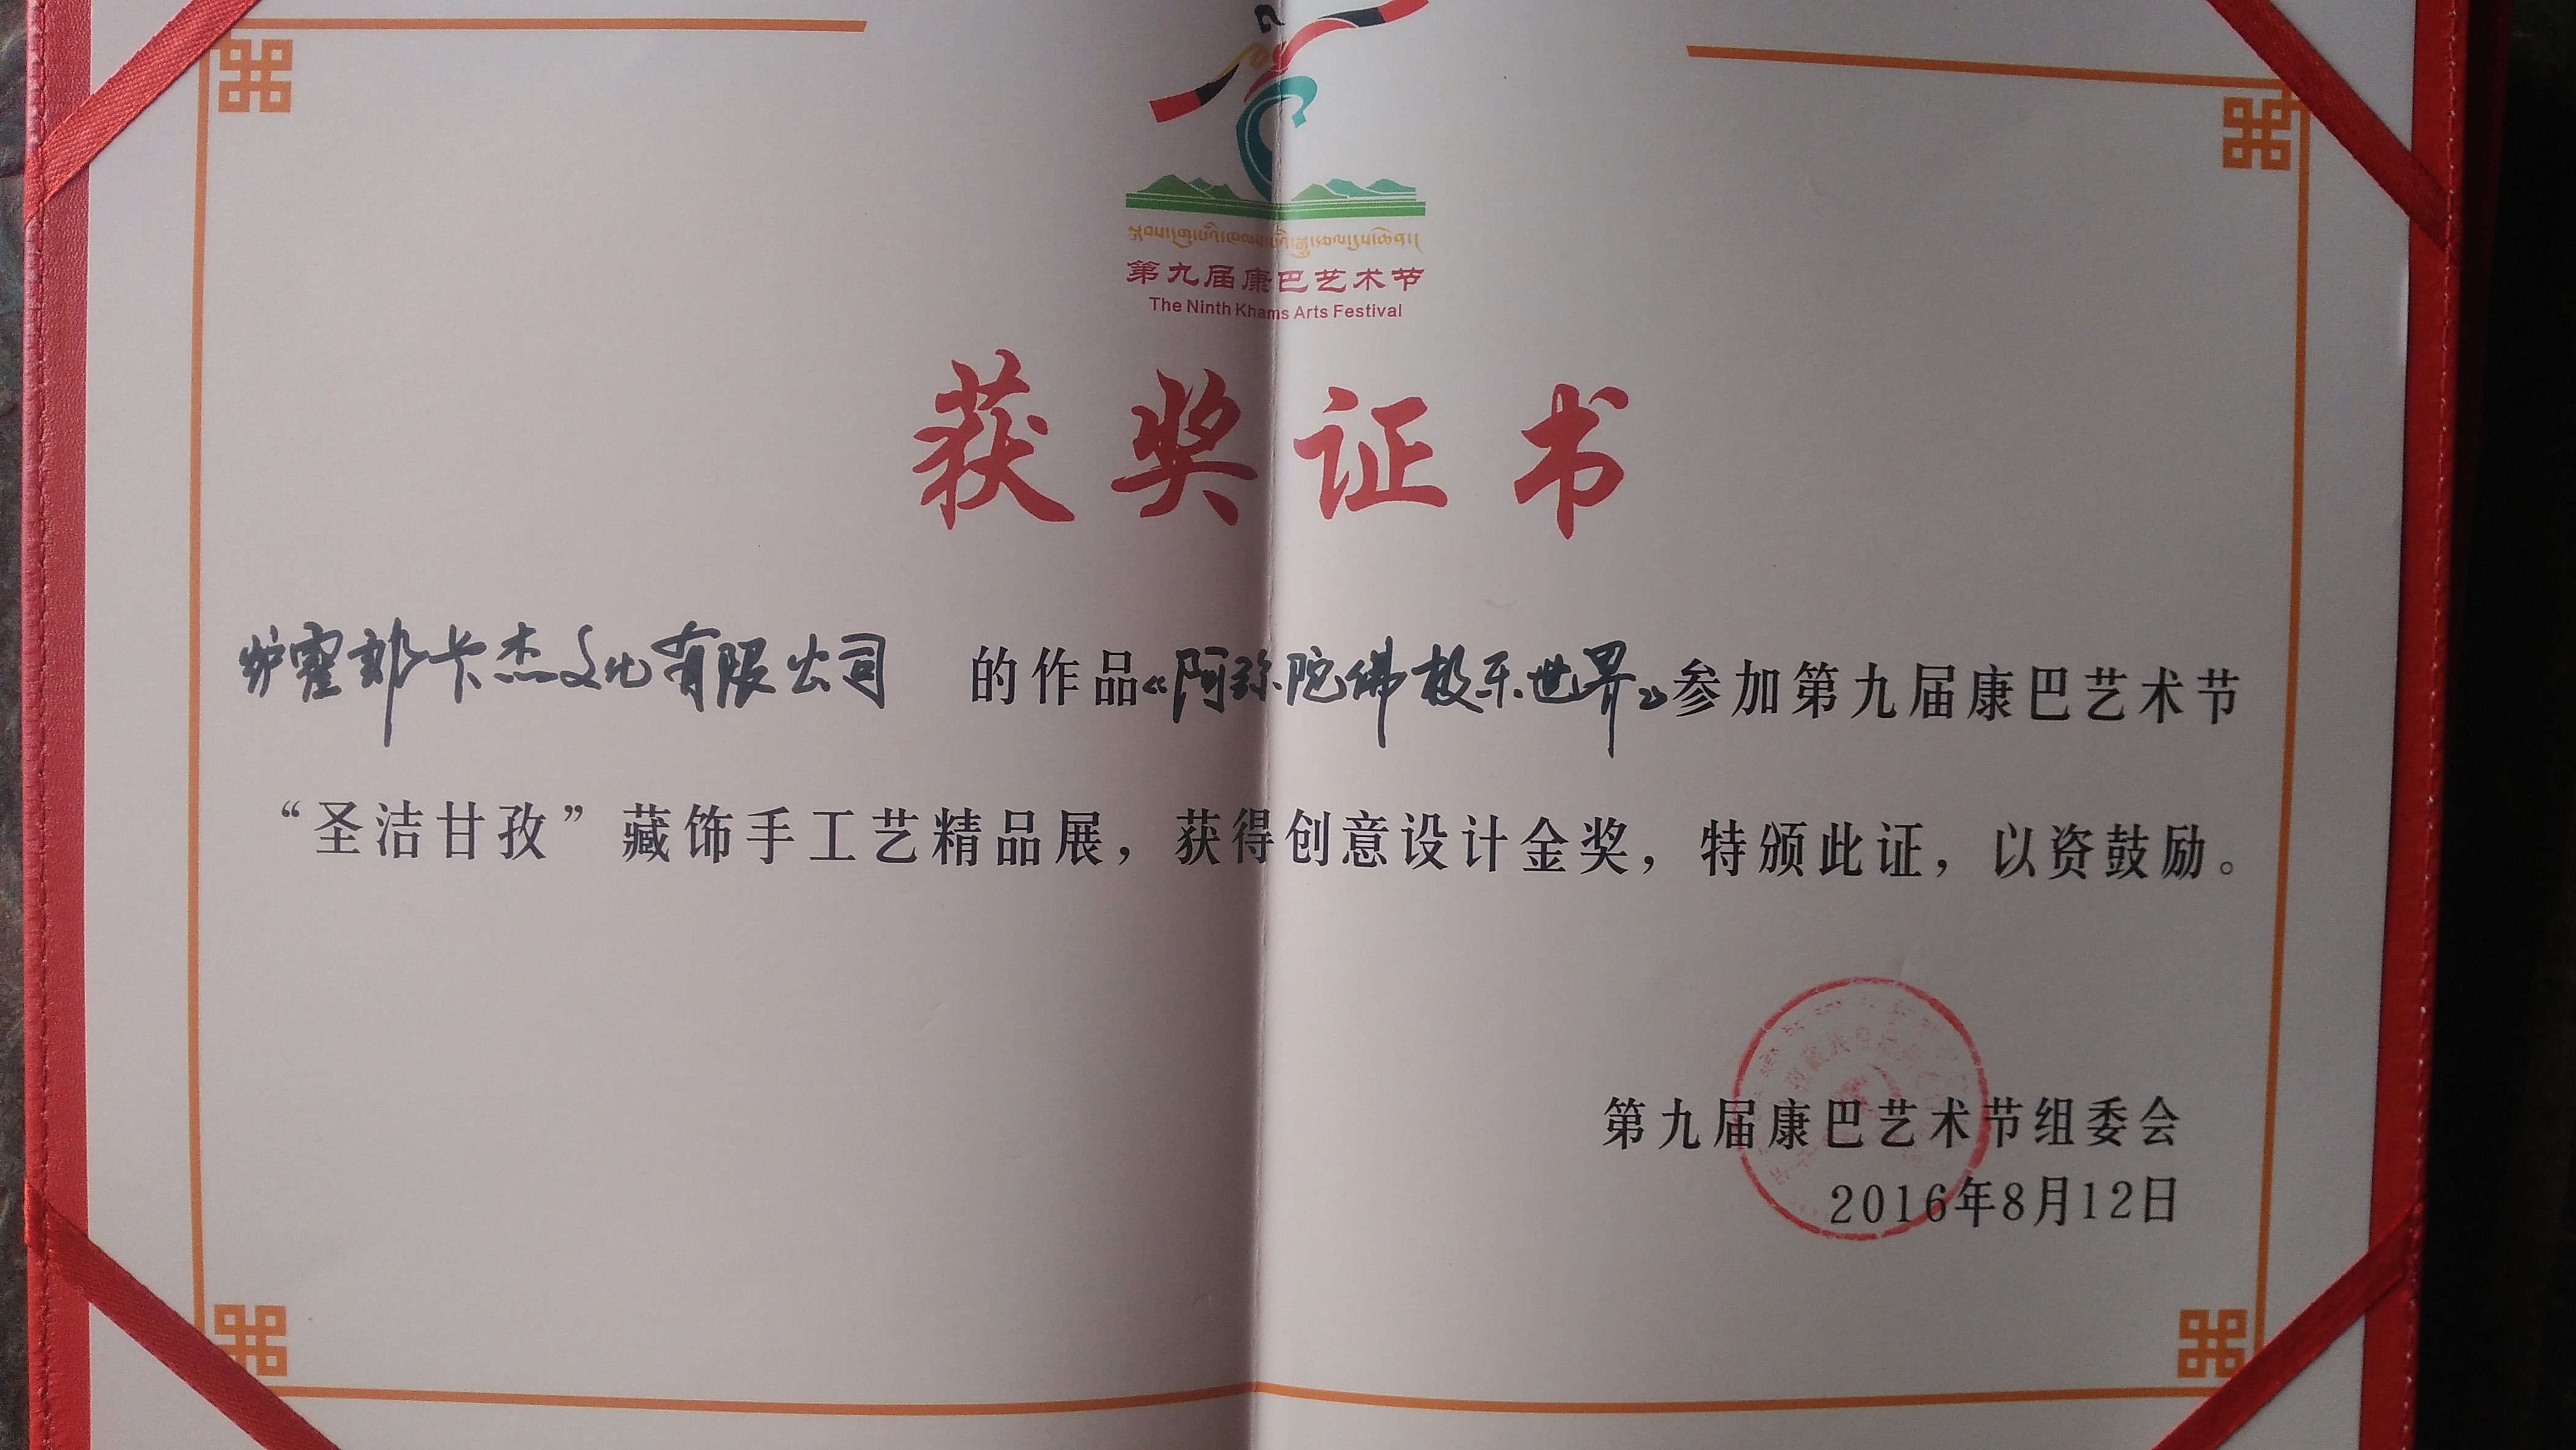 第九届康巴艺术节
The Ninth Khams Arts Festival
获奖证书
炉霍郎卡杰文化有限公司 的作品《阿弥陀佛极乐世界》参加第九届康巴艺术节
“圣洁甘孜”藏饰手工艺精品展，获得创意设计金奖，特颁此证，以资鼓励。
第九届康巴艺术节组委会
2016年8月12日